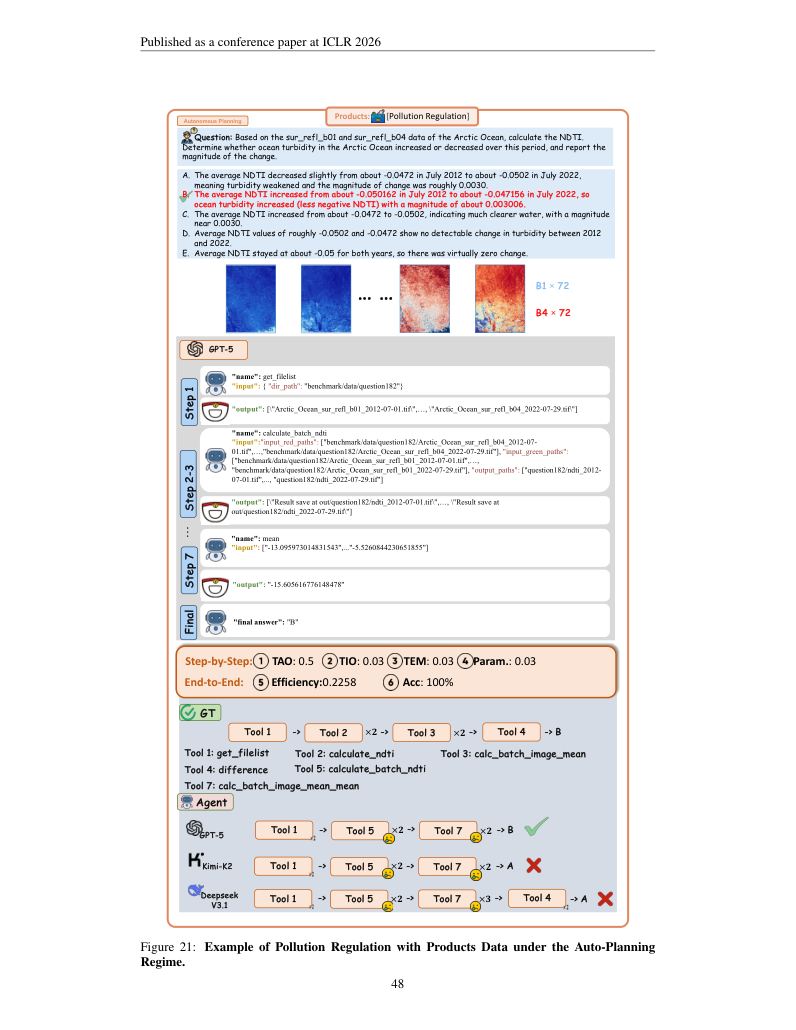 Published as a conference paper at ICLR 2026
Autonomous Planning
Products: [Pollution Regulation]
Question: Based on the sur_refl_b01 and sur_refl_b04 data of the Arctic Ocean, calculate the NDTI.
Determine whether ocean turbidity in the Arctic Ocean increased or decreased over this period, and report the
magnitude of the change.
A. The average NDTI decreased slightly from about -0.0472 in July 2012 to about -0.0502 in July 2022,
meaning turbidity weakened and the magnitude of change was roughly 0.0030.
B. The average NDTI increased from about -0.050162 in July 2012 to about -0.047156 in July 2022, so
ocean turbidity increased (less negative NDTI) with a magnitude of about 0.003006.
C. The average NDTI increased from about -0.0472 to -0.0502, indicating much clearer water, with a magnitude
near 0.0030.
D. Average NDTI values of roughly -0.0502 and -0.0472 show no detectable change in turbidity between 2012
and 2022.
E. Average NDTI stayed at about -0.05 for both years, so there was virtually zero change.
... ...
B1 × 72
B4 × 72
GPT-5
Step 1
"name": get_filelist
"input": { "dir_path": "benchmark/data/question182"}
"output": [\"Arctic_Ocean_sur_refl_b01_2012-07-01.tif\",..., \"Arctic_Ocean_sur_refl_b04_2022-07-29.tif\"]
Step 2-3
"name": calculate_batch_ndti
"input":"input_red_paths": ["benchmark/data/question182/Arctic_Ocean_sur_refl_b04_2012-07-
01.tif",...,"benchmark/data/question182/Arctic_Ocean_sur_refl_b04_2022-07-29.tif"], "input_green_paths":
["benchmark/data/question182/Arctic_Ocean_sur_refl_b01_2012-07-01.tif",...,
"benchmark/data/question182/Arctic_Ocean_sur_refl_b01_2022-07-29.tif"], "output_paths": ["question182/ndti_2012-
07-01.tif",..., "question182/ndti_2022-07-29.tif"]
"output": [\"Result save at out/question182/ndti_2012-07-01.tif\",..., \"Result save at
out/question182/ndti_2022-07-29.tif\"]
...
Step 7
"name": mean
"input": ["-13.095973014831543",..."-5.5260844230651855"]
"output": "-15.605616776148478"
Final
"final answer": "B"
Step-by-Step: 1 TAO: 0.5 2 TIO: 0.03 3 TEM: 0.03 4 Param.: 0.03
End-to-End: 5 Efficiency:0.2258 6 Acc: 100%
GT
Tool 1 -> Tool 2 ×2 -> Tool 3 ×2 -> Tool 4 -> B
Tool 1: get_filelist Tool 2: calculate_ndti Tool 3: calc_batch_image_mean
Tool 4: difference Tool 5: calculate_batch_ndti
Tool 7: calc_batch_image_mean_mean
Agent
GPT-5 Tool 1 -> Tool 5 ×2 -> Tool 7 ×2 -> B
Kimi-K2 Tool 1 -> Tool 5 ×2 -> Tool 7 ×2 -> A
Deepseek V3.1 Tool 1 -> Tool 5 ×2 -> Tool 7 ×3 -> Tool 4 -> A
Figure 21: Example of Pollution Regulation with Products Data under the Auto-Planning
Regime.
48